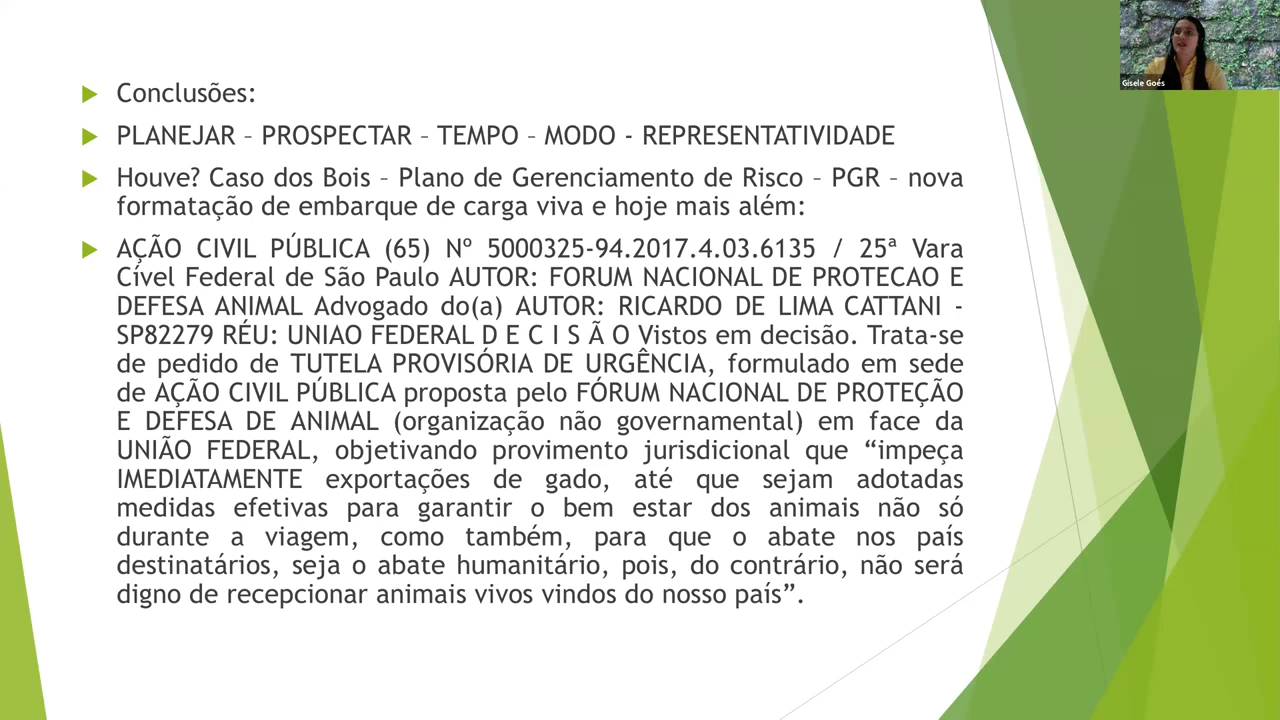 Conclusões:
PLANEJAR – PROSPECTAR – TEMPO – MODO - REPRESENTATIVIDADE
Houve? Caso dos Bois – Plano de Gerenciamento de Risco – PGR – nova
formatação de embarque de carga viva e hoje mais além:
AÇÃO CIVIL PÚBLICA (65) Nº 5000325-94.2017.4.03.6135 / 25ª Vara
Cível Federal de São Paulo AUTOR: FORUM NACIONAL DE PROTECAO E
DEFESA ANIMAL Advogado do(a) AUTOR: RICARDO DE LIMA CATTANI -
SP82279 RÉU: UNIAO FEDERAL D E C I S Ã O Vistos em decisão. Trata-se
de pedido de TUTELA PROVISÓRIA DE URGÊNCIA, formulado em sede
de AÇÃO CIVIL PÚBLICA proposta pelo FÓRUM NACIONAL DE PROTEÇÃO
E DEFESA DE ANIMAL (organização não governamental) em face da
UNIÃO FEDERAL, objetivando provimento jurisdicional que “impeça
IMEDIATAMENTE exportações de gado, até que sejam adotadas
medidas efetivas para garantir o bem estar dos animais não só
durante a viagem, como também, para que o abate nos país
destinatários, seja o abate humanitário, pois, do contrário, não será
digno de recepcionar animais vivos vindos do nosso país”.
Gisele Goés